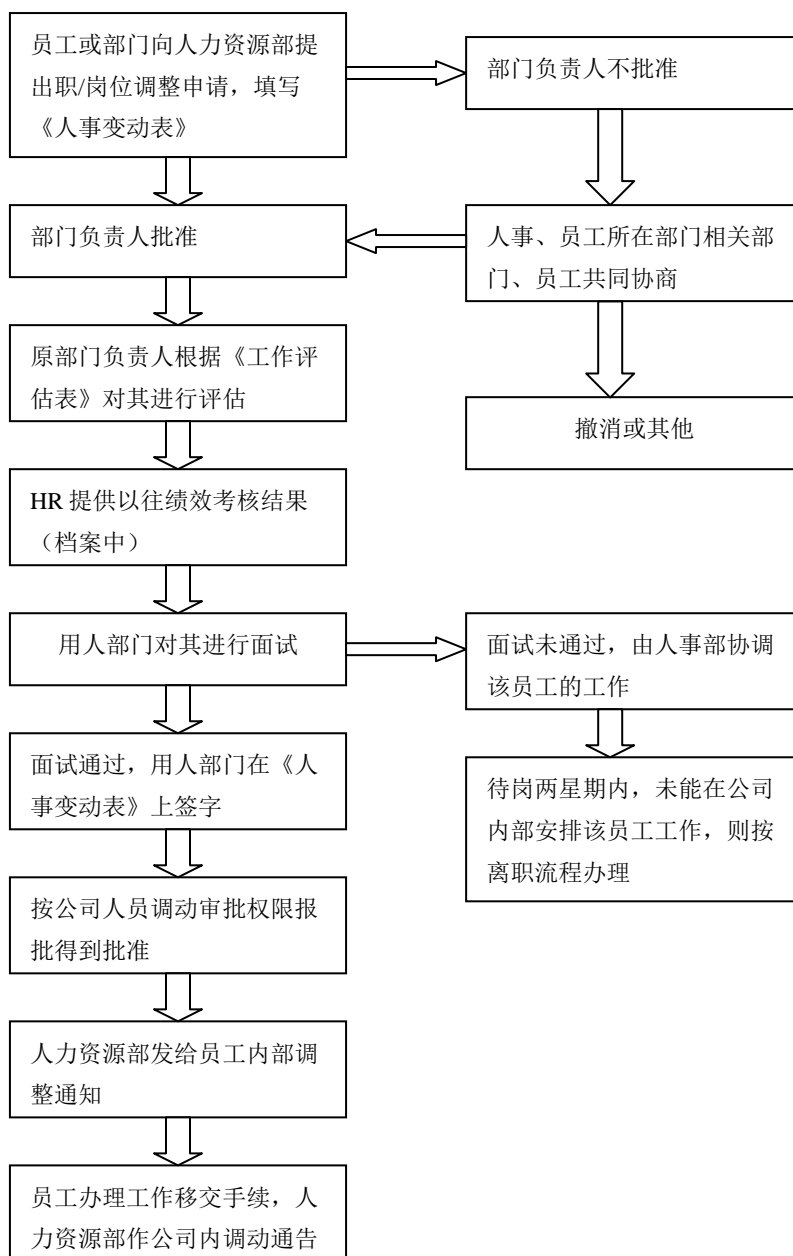 员工或部门向人力资源部提
出职/岗位调整申请，填写
《人事变动表》
部门负责人不批准
部门负责人批准
人事、员工所在部门相关部
门、员工共同协商
原部门负责人根据《工作评
估表》对其进行评估
撤消或其他
HR 提供以往绩效考核结果
（档案中）
用人部门对其进行面试
面试未通过，由人事部协调
该员工的工作
面试通过，用人部门在《人
事变动表》上签字
待岗两星期内，未能在公司
内部安排该员工工作，则按
离职流程办理
按公司人员调动审批权限报
批得到批准
人力资源部发给员工内部调
整通知
员工办理工作移交手续，人
力资源部作公司内调动通告